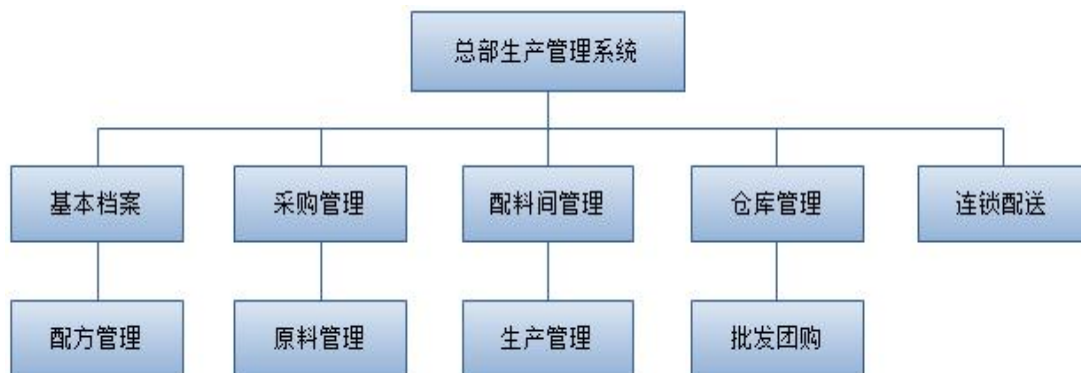 总部生产管理系统
基本档案
采购管理
配料间管理
仓库管理
连锁配送
配方管理
原料管理
生产管理
批发团购